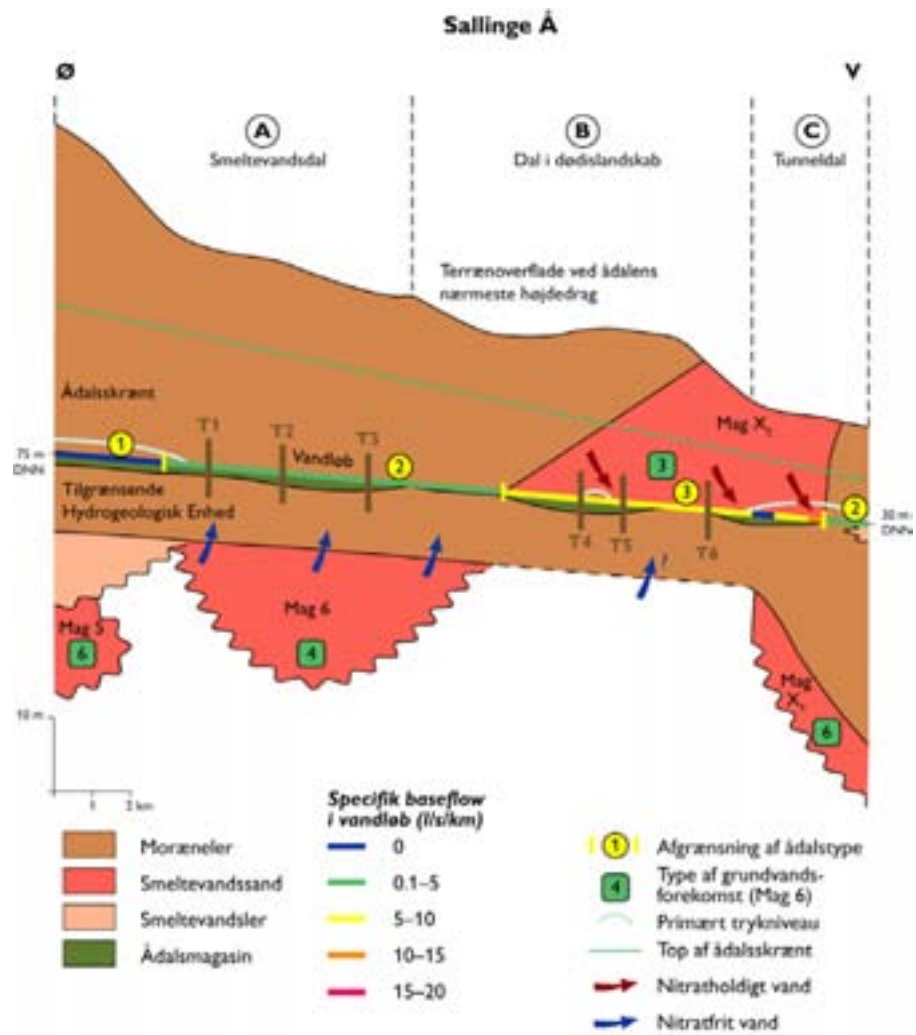 Sallinge Å
Ø
V
A
B
C
Smeltevandsdal
Dal i dødislandskab
Tunneldal
Terrænoverflade ved ådalens
nærmeste højdedrag
Ådalsskrænt
Mag X₂
75 m
DNN
1
T1
T2
T3
Vandløb
2
3
3
2
Tilgrænsende
Hydrogeologisk Enhed
T4
T5
T6
30 m
DNN
?
Mag 5
6
Mag 6
4
Mag
6
10 m
1
2 km
Specifik baseflow
i vandløb (l/s/km)
Moræneler
Smeltevandssand
Smeltevandsler
Ådalsmagasin
0
0.1–5
5–10
10–15
15–20
1
Afgrænsning af ådalstype
4
Type af grundvands-
forekomst (Mag 6)
Primært trykniveau
Top af ådalsskrænt
Nitratholdigt vand
Nitratfrit vand